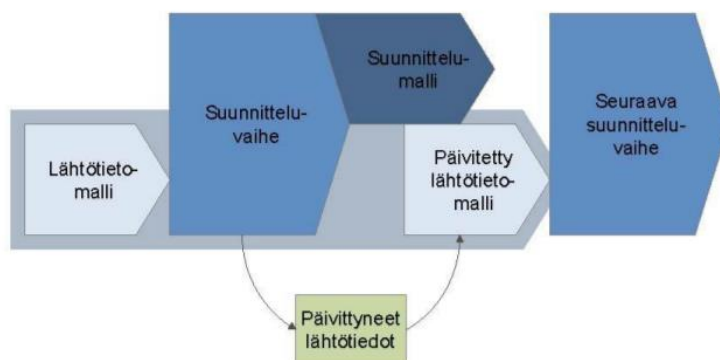 Lähtötieto-
malli
Suunnittelu-
vaihe
Suunnittelu-
malli
Päivitetty
lähtötieto-
malli
Seuraava
suunnittelu-
vaihe
Päivittyneet
lähtötiedot